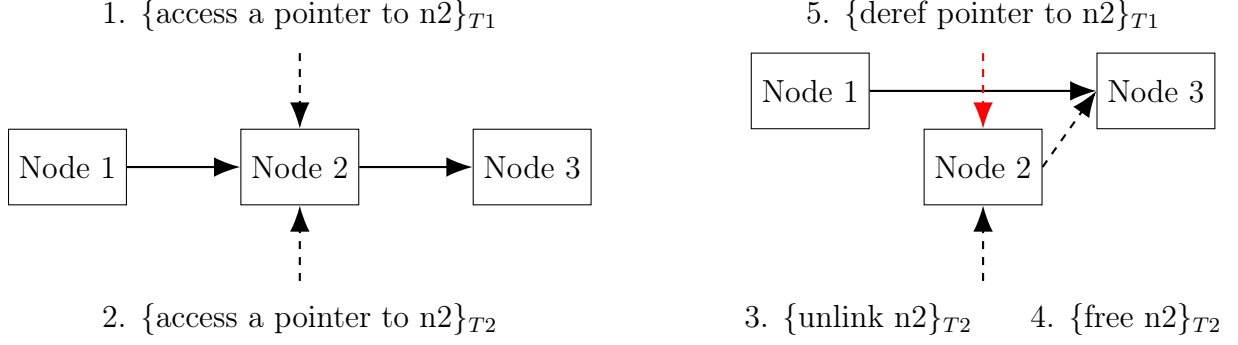 1. {access a pointer to n2}T1
Node 1
Node 2
Node 3
2. {access a pointer to n2}T2
5. {deref pointer to n2}T1
Node 1
Node 3
Node 2
3. {unlink n2}T2
4. {free n2}T2